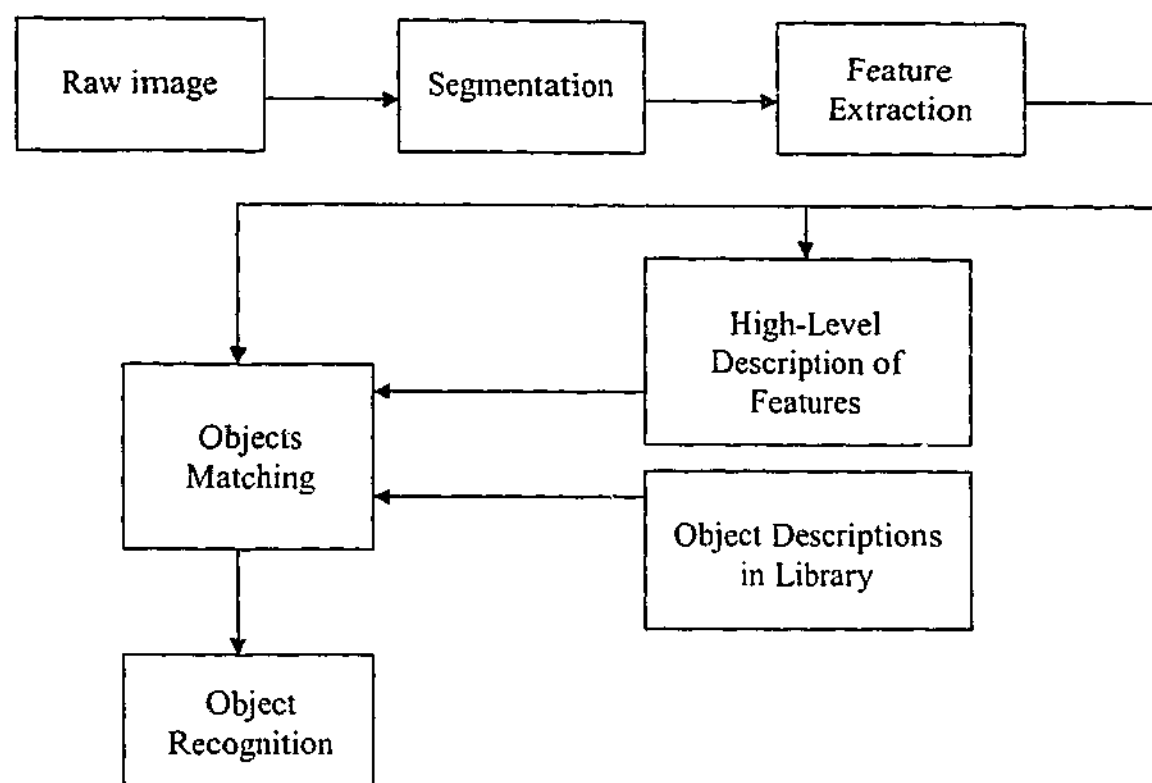 Raw image
Segmentation
Feature
Extraction
High-Level
Description of
Features
Objects
Matching
Object Descriptions
in Library
Object
Recognition